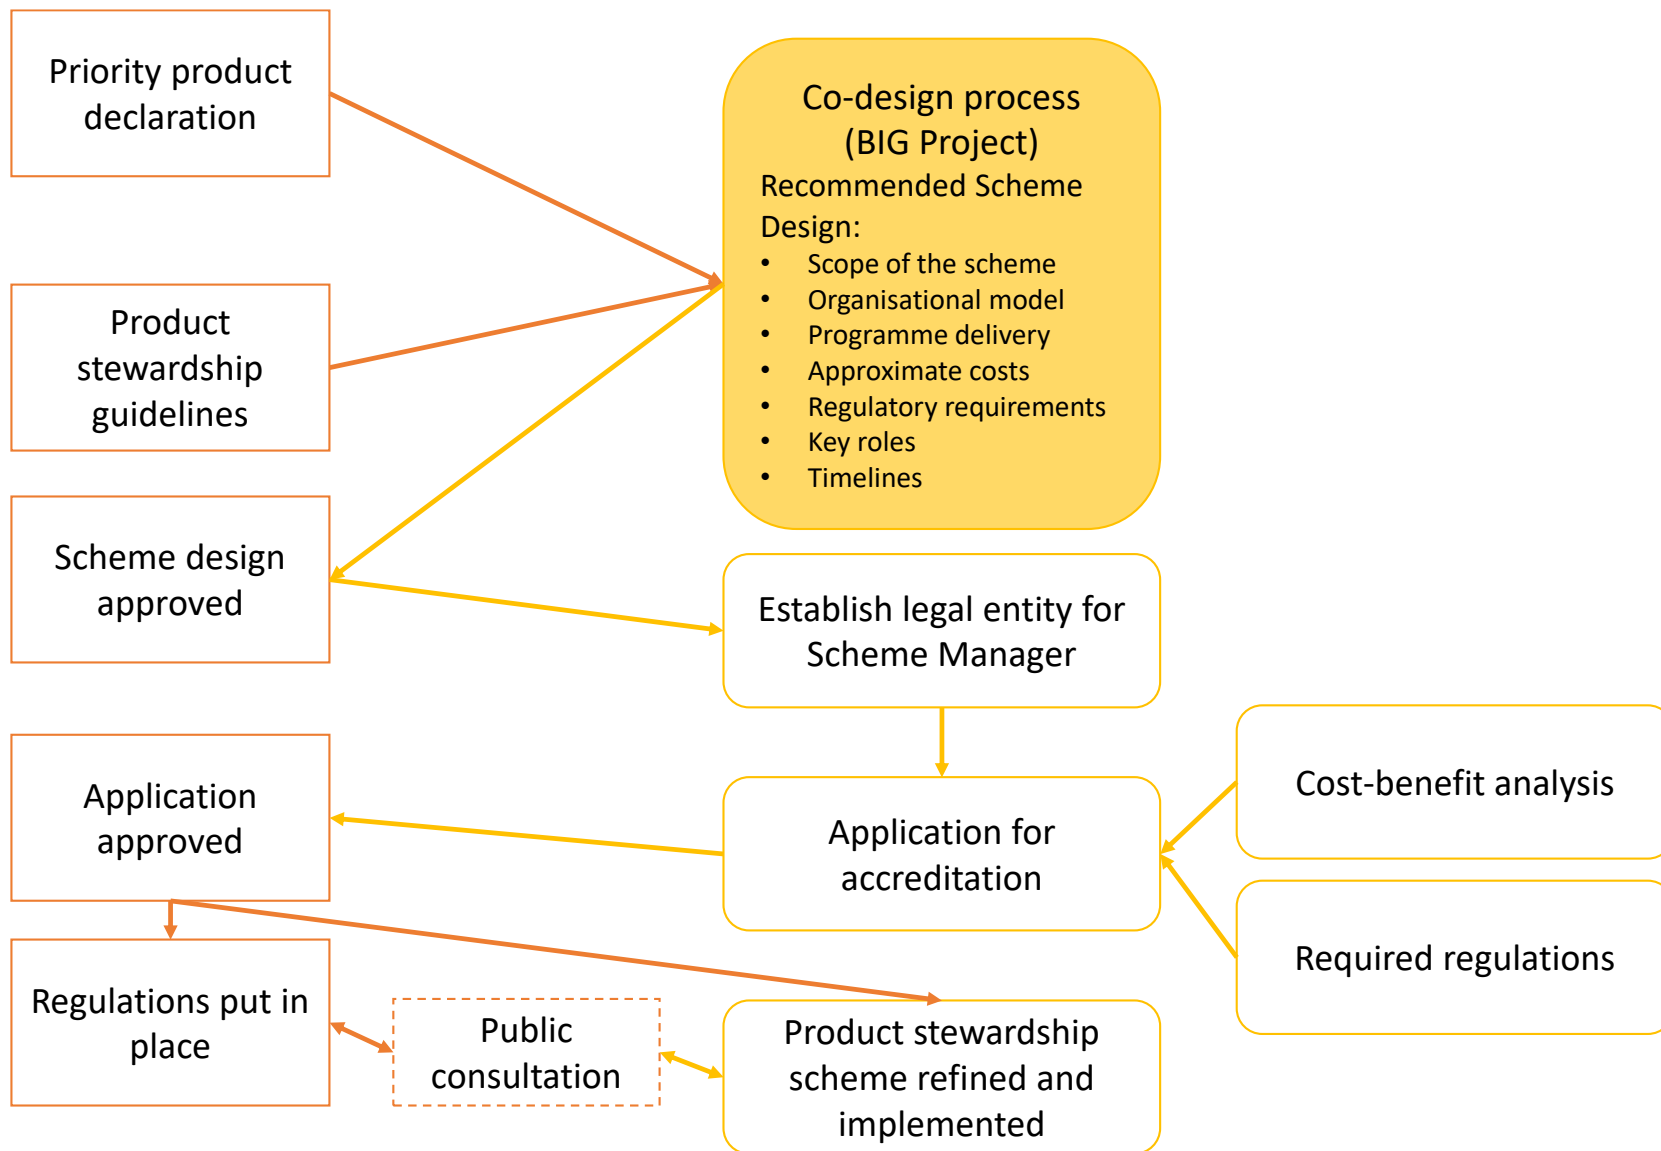 Priority product
declaration
Co-design process
(BIG Project)
Recommended Scheme
Design:
• Scope of the scheme
• Organisational model
• Programme delivery
• Approximate costs
• Regulatory requirements
• Key roles
• Timelines
Product
stewardship
guidelines
Scheme design
approved
Establish legal entity for
Scheme Manager
Application
approved
Application for
accreditation
Cost-benefit analysis
Required regulations
Regulations put in
place
Public
consultation
Product stewardship
scheme refined and
implemented